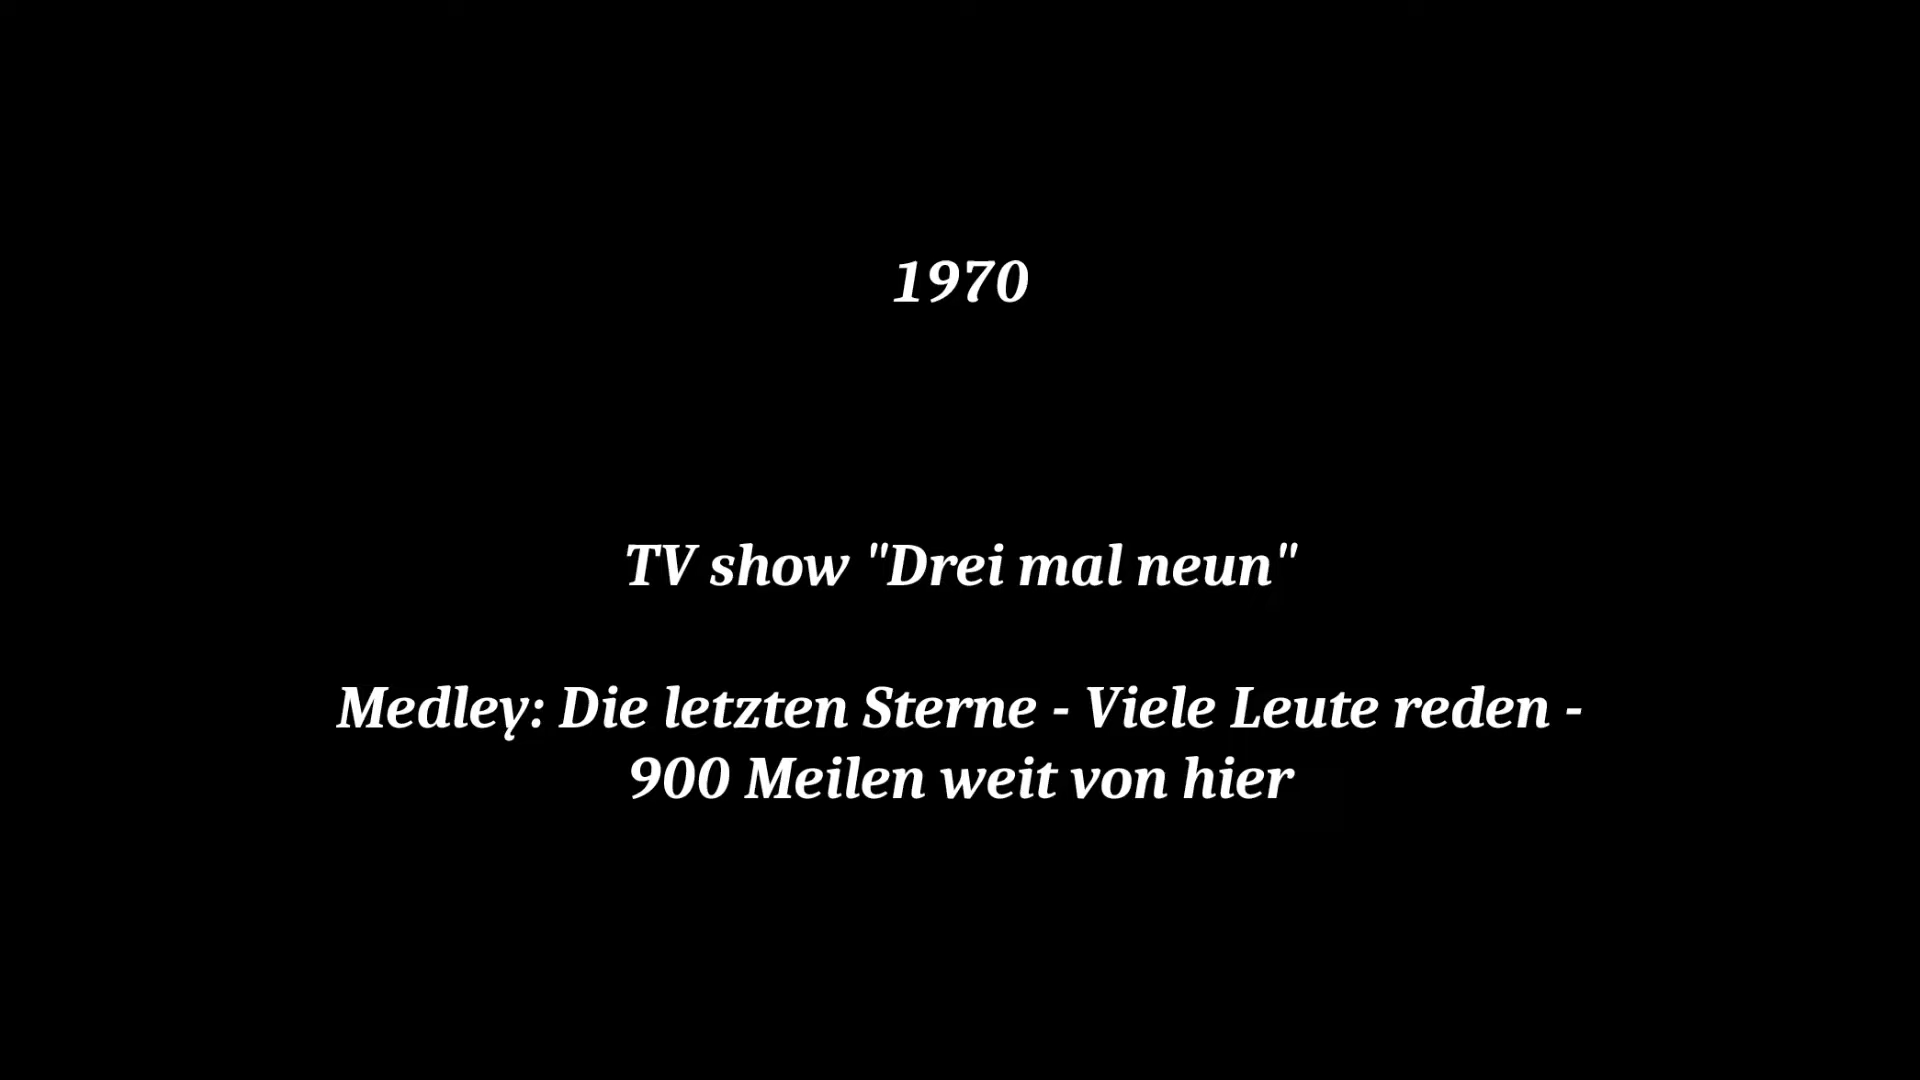 1970
TV show "Drei mal neun"
Medley: Die letzten Sterne - Viele Leute reden -
900 Meilen weit von hier